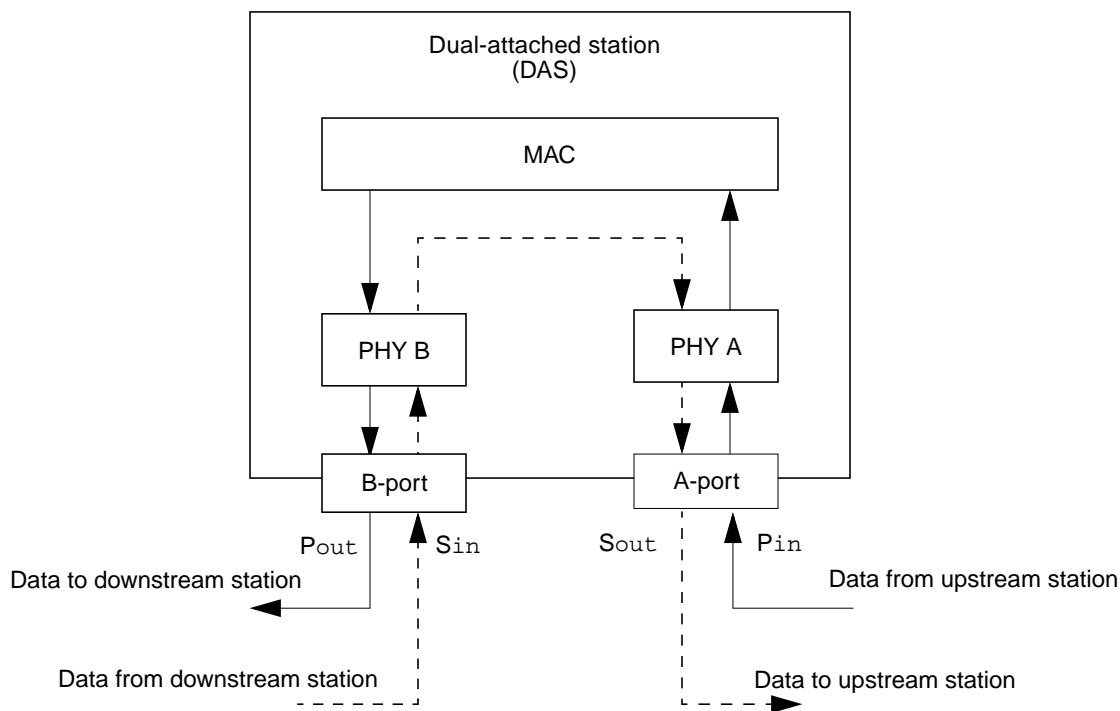 Dual-attached station
(DAS)
MAC
PHY B
PHY A
B-port
A-port
Pout
Sin
Sout
Pin
Data to downstream station
Data from upstream station
Data from downstream station
Data to upstream station